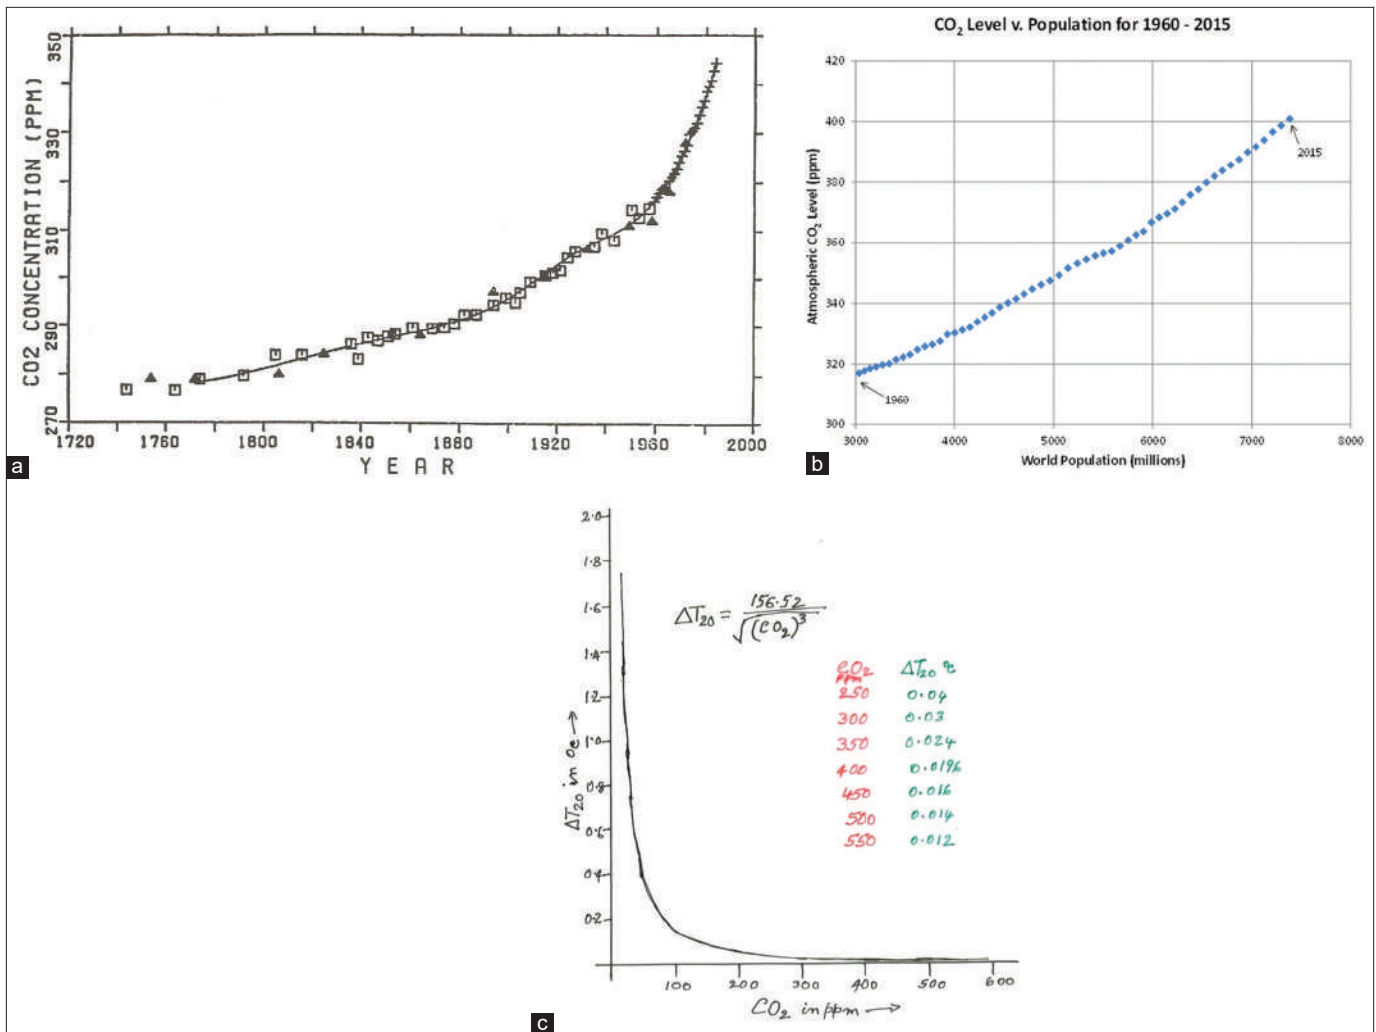 350
330
310
290
270
CO2 CONCENTRATION (PPM)
1720 1760 1800 1840 1880 1920 1960 2000
YEAR
a
CO2 Level v. Population for 1960 - 2015
420
400
380
360
340
320
300
Atmospheric CO2 Level (ppm)
2015
1960
3000 4000 5000 6000 7000 8000
World Population (millions)
b
2.0
1.8
1.6
1.4
1.2
1.0
0.8
0.6
0.4
0.2
ΔT20 in oc →
ΔT20 = 156.52 / √(CO2)³
CO2 ΔT20 °c
ppm
250 0.04
300 0.03
350 0.024
400 0.0196
450 0.016
500 0.014
550 0.012
100 200 300 400 500 600
CO2 in ppm →
c